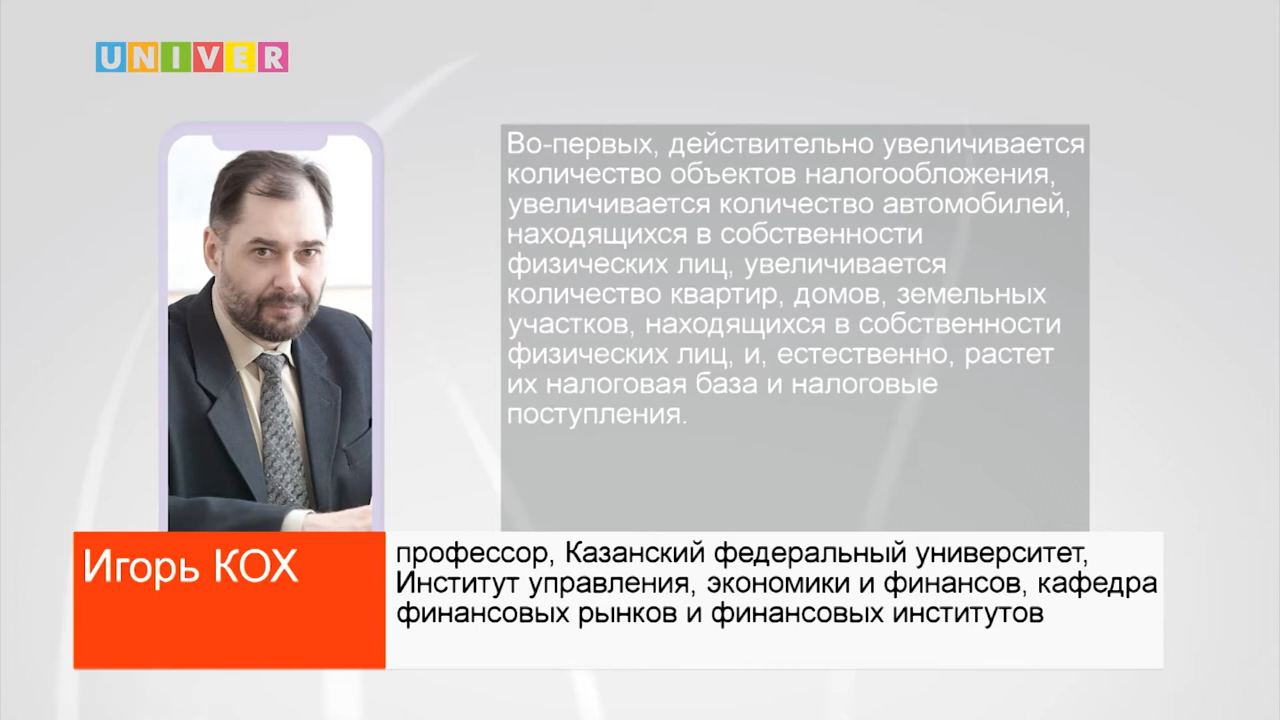 UNIVER
Во-первых, действительно увеличивается
количество объектов налогообложения,
увеличивается количество автомобилей,
находящихся в собственности
физических лиц, увеличивается
количество квартир, домов, земельных
участков, находящихся в собственности
физических лиц, и, естественно, растет
их налоговая база и налоговые
поступления.
Игорь КОХ
профессор, Казанский федеральный университет,
Институт управления, экономики и финансов, кафедра
финансовых рынков и финансовых институтов